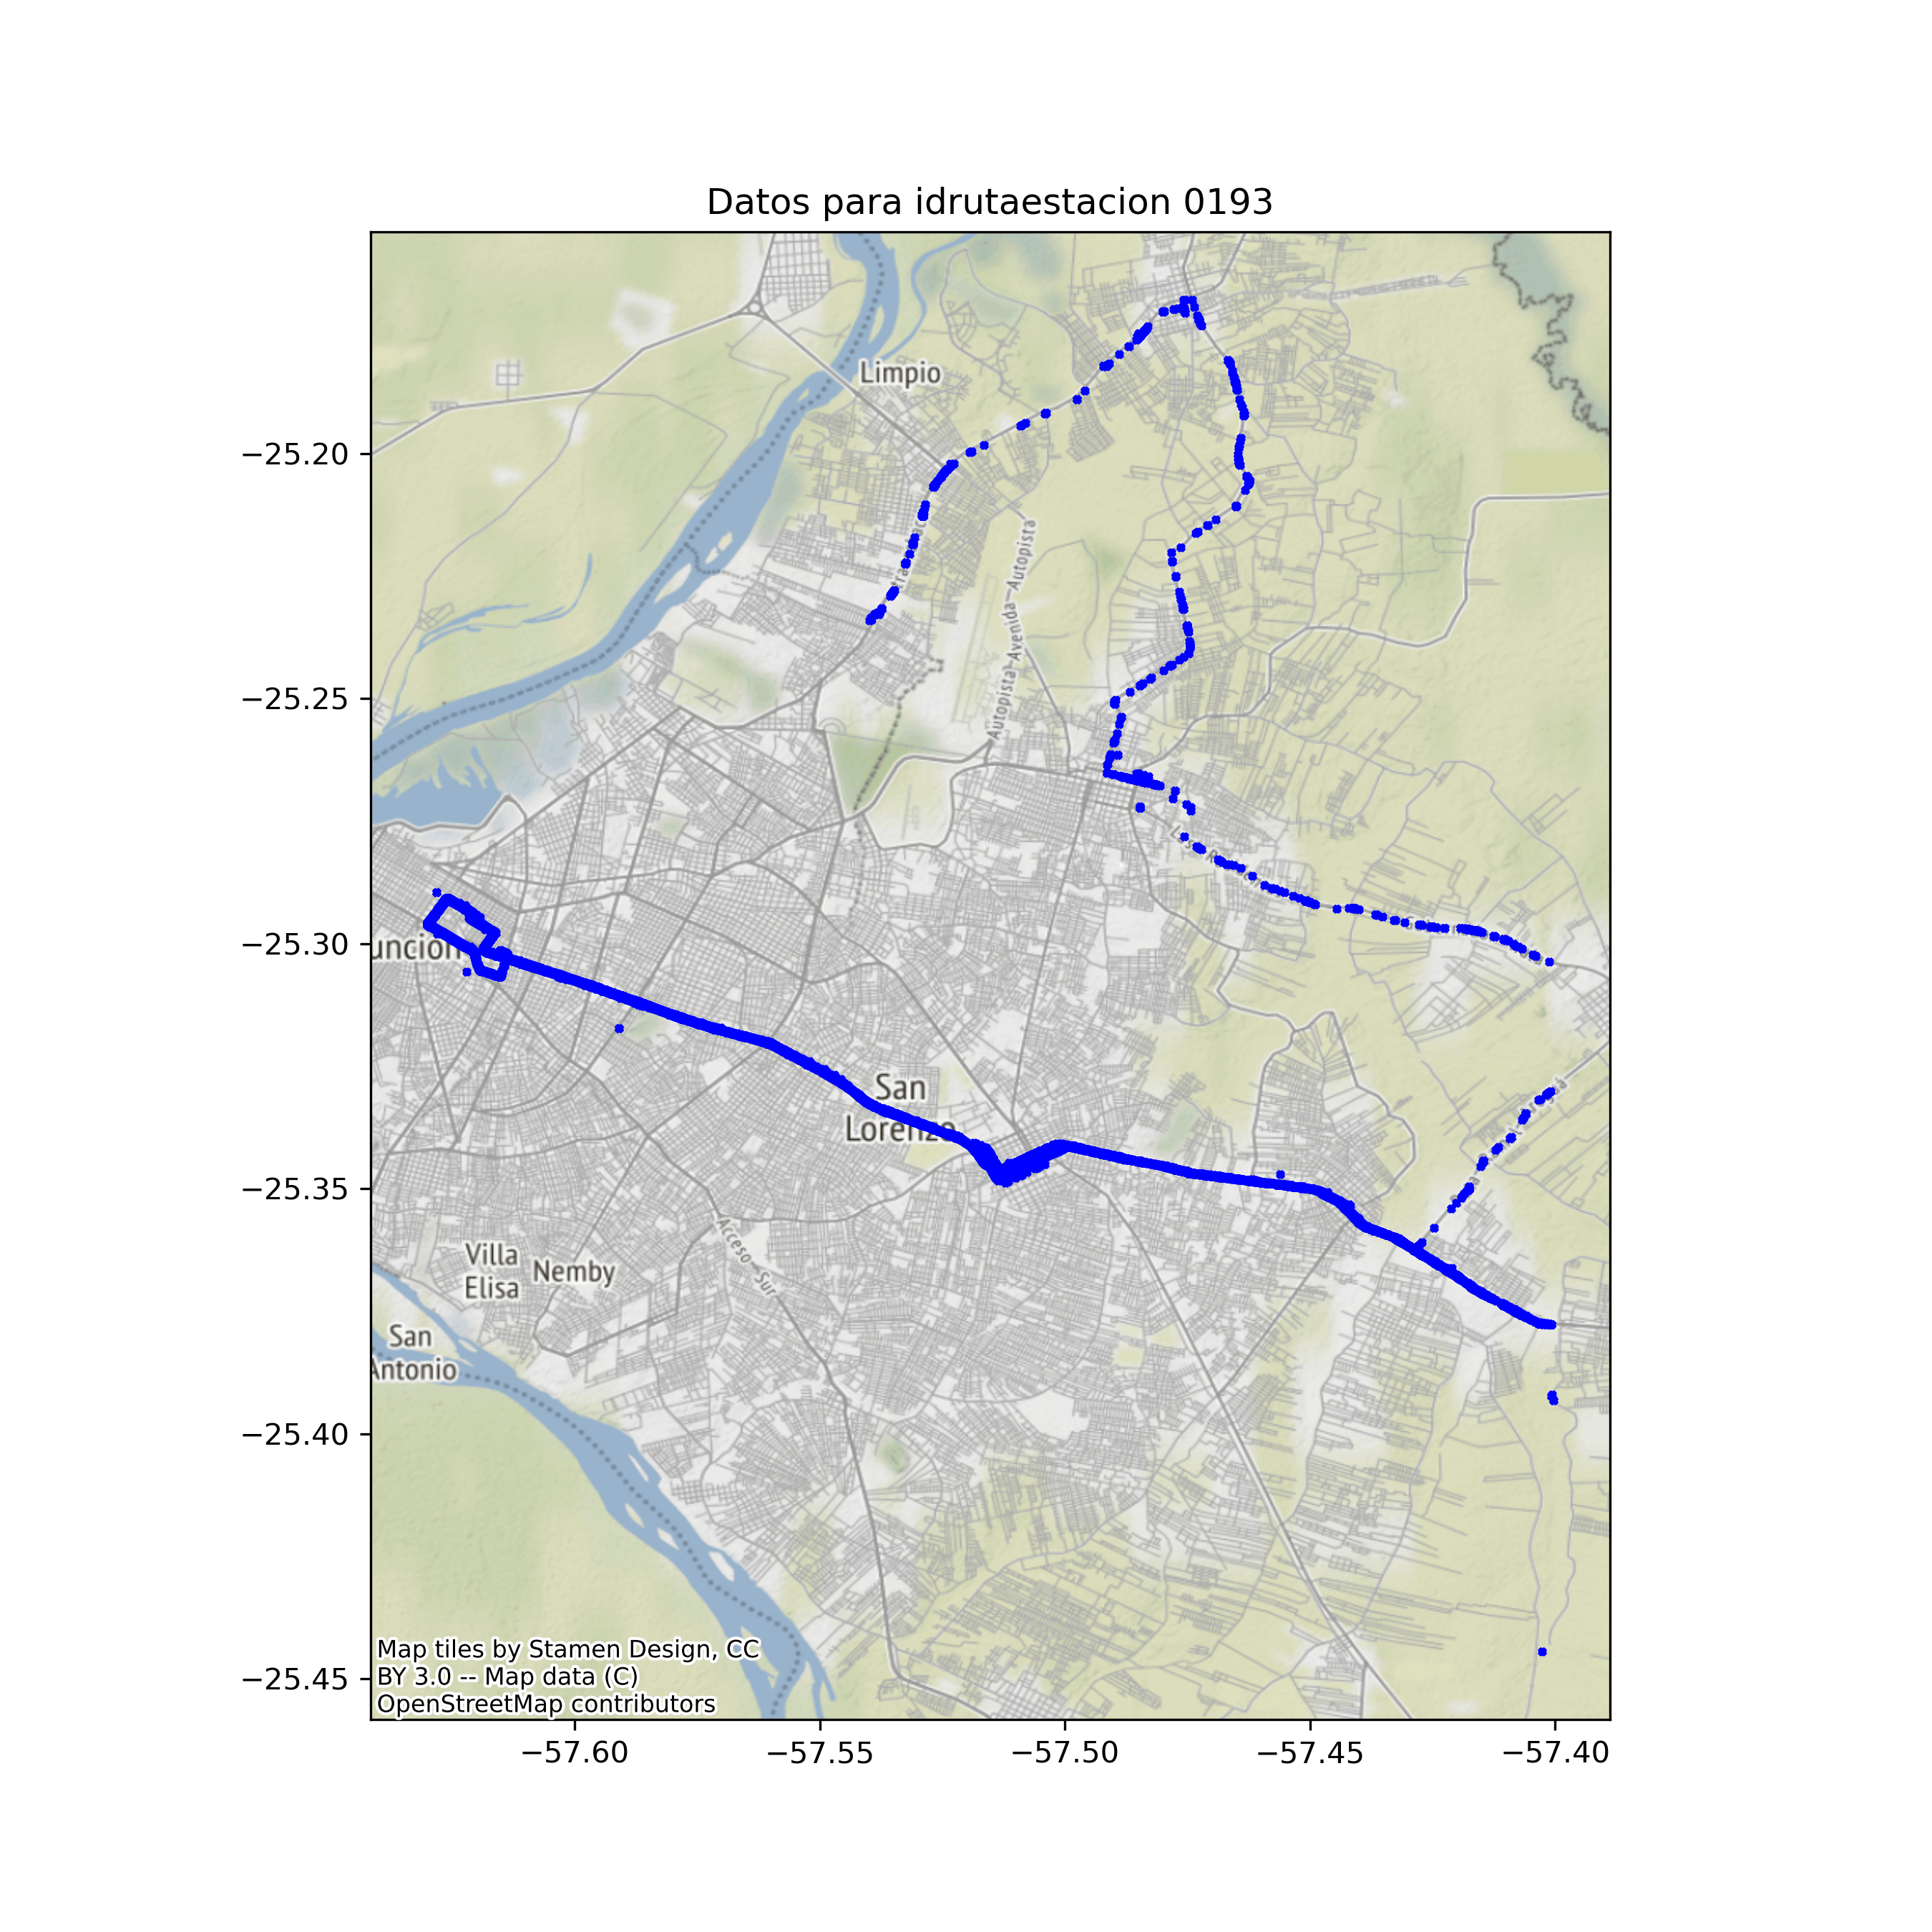 Datos para idrutaestacion 0193
Limpio
−25.20
Autopista Avenida Autopista
−25.25
−25.30
uncion
San
Lorenzo
−25.35
Acceso Sur
Villa
Elisa
Nemby
San
Antonio
−25.40
−25.45
Map tiles by Stamen Design, CC
BY 3.0 -- Map data (C)
OpenStreetMap contributors
−57.60
−57.55
−57.50
−57.45
−57.40